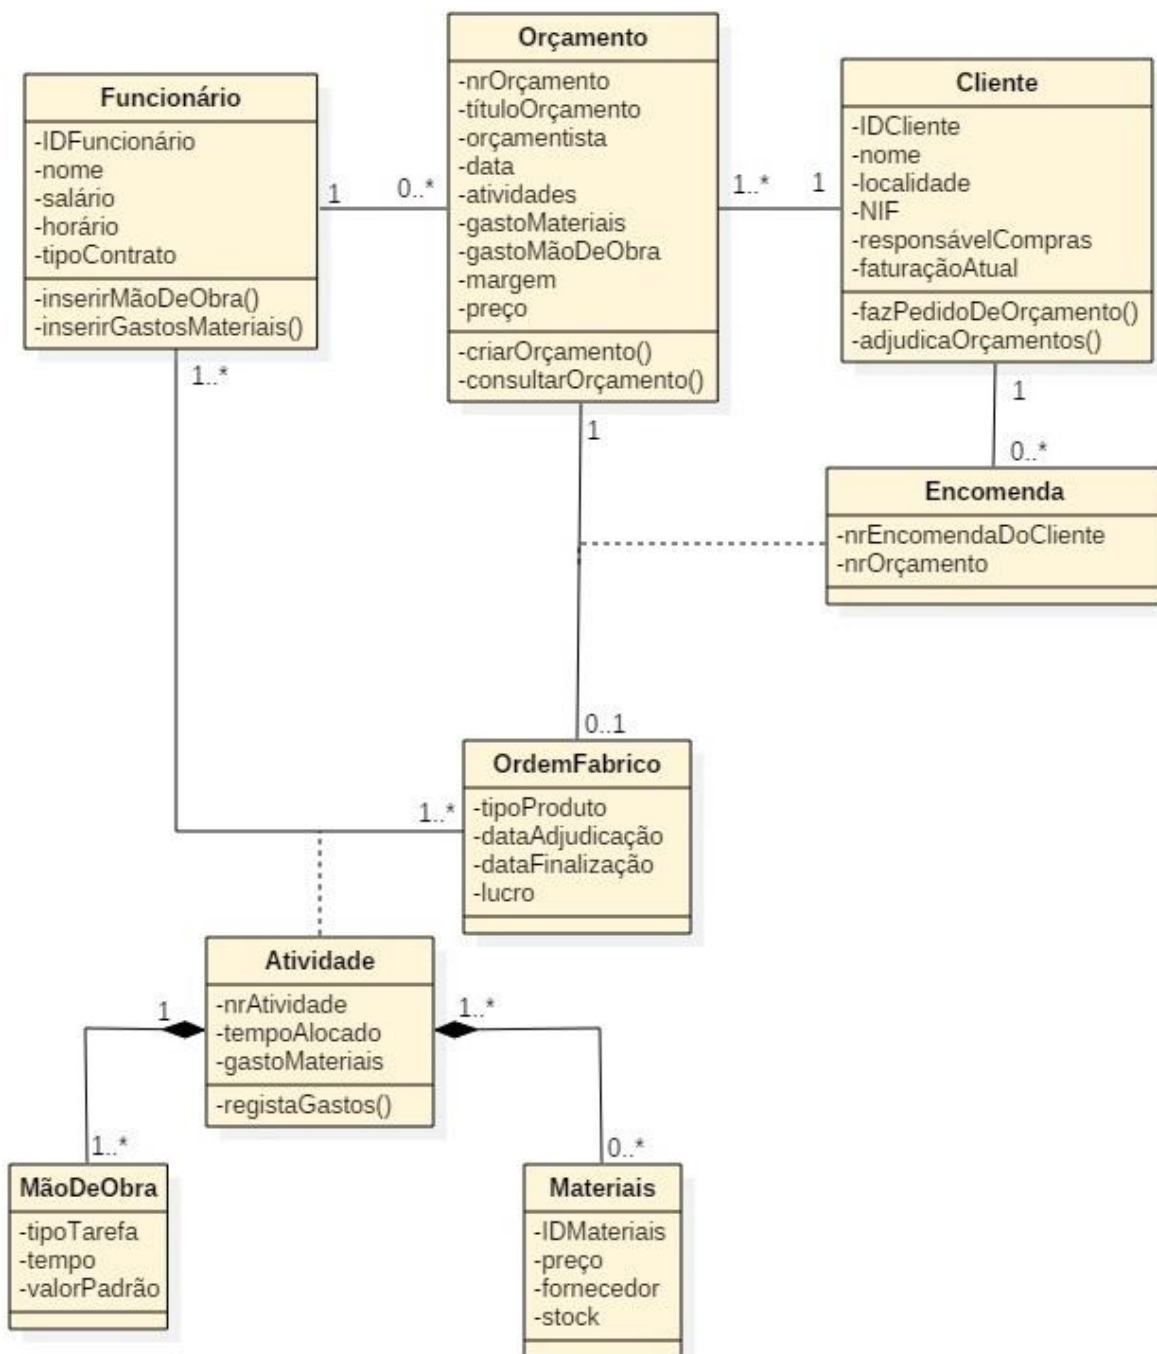 Orçamento
-nrOrçamento
-títuloOrçamento
-orçamentista
-data
-atividades
-gastoMateriais
-gastoMãoDeObra
-margem
-preço
-criarOrçamento()
-consultarOrçamento()
Funcionário
-IDFuncionário
-nome
-salário
-horário
-tipoContrato
-inserirMãoDeObra()
-inserirGastosMateriais()
Cliente
-IDCliente
-nome
-localidade
-NIF
-responsávelCompras
-faturaçãoAtual
-fazPedidoDeOrçamento()
-adjudicaOrçamentos()
1
0..*
1..*
1
1..*
1
1
0..*
Encomenda
-nrEncomendaDoCliente
-nrOrçamento
0..1
1..*
OrdemFabrico
-tipoProduto
-dataAdjudicação
-dataFinalização
-lucro
Atividade
-nrAtividade
-tempoAlocado
-gastoMateriais
-registaGastos()
1
1..*
1..*
0..*
MãoDeObra
-tipoTarefa
-tempo
-valorPadrão
Materiais
-IDMateriais
-preço
-fornecedor
-stock